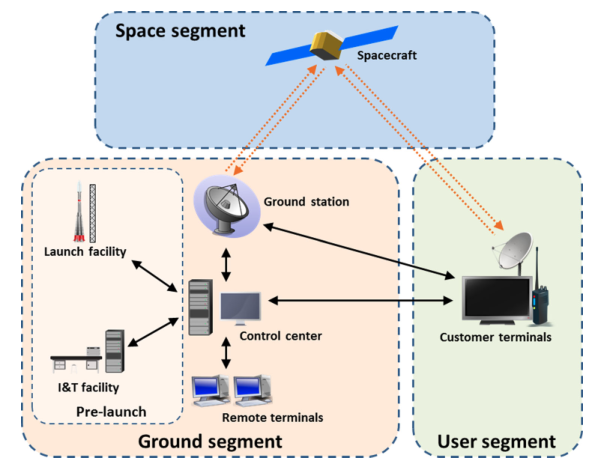 Space segment
Spacecraft
Ground station
Launch facility
Control center
Customer terminals
I&T facility
Pre-launch
Remote terminals
Ground segment
User segment